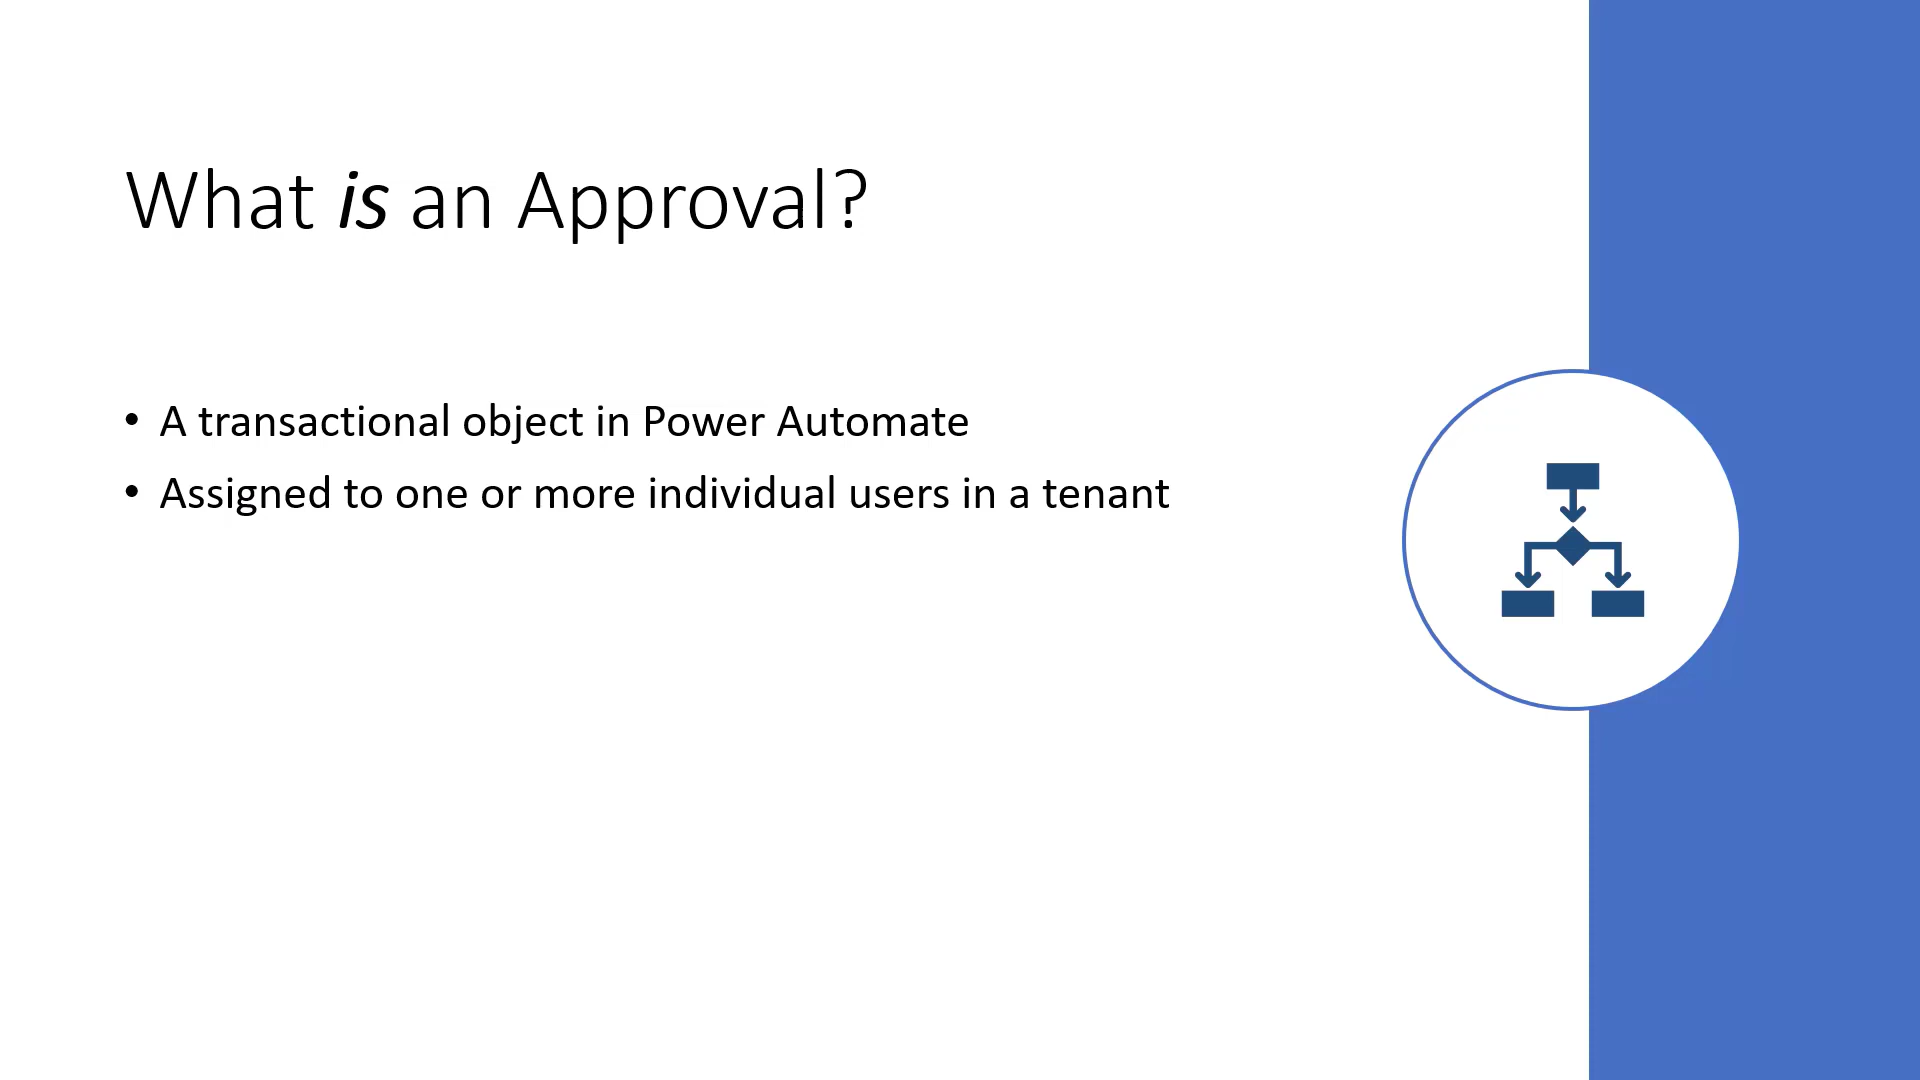 What is an Approval?
• A transactional object in Power Automate
• Assigned to one or more individual users in a tenant